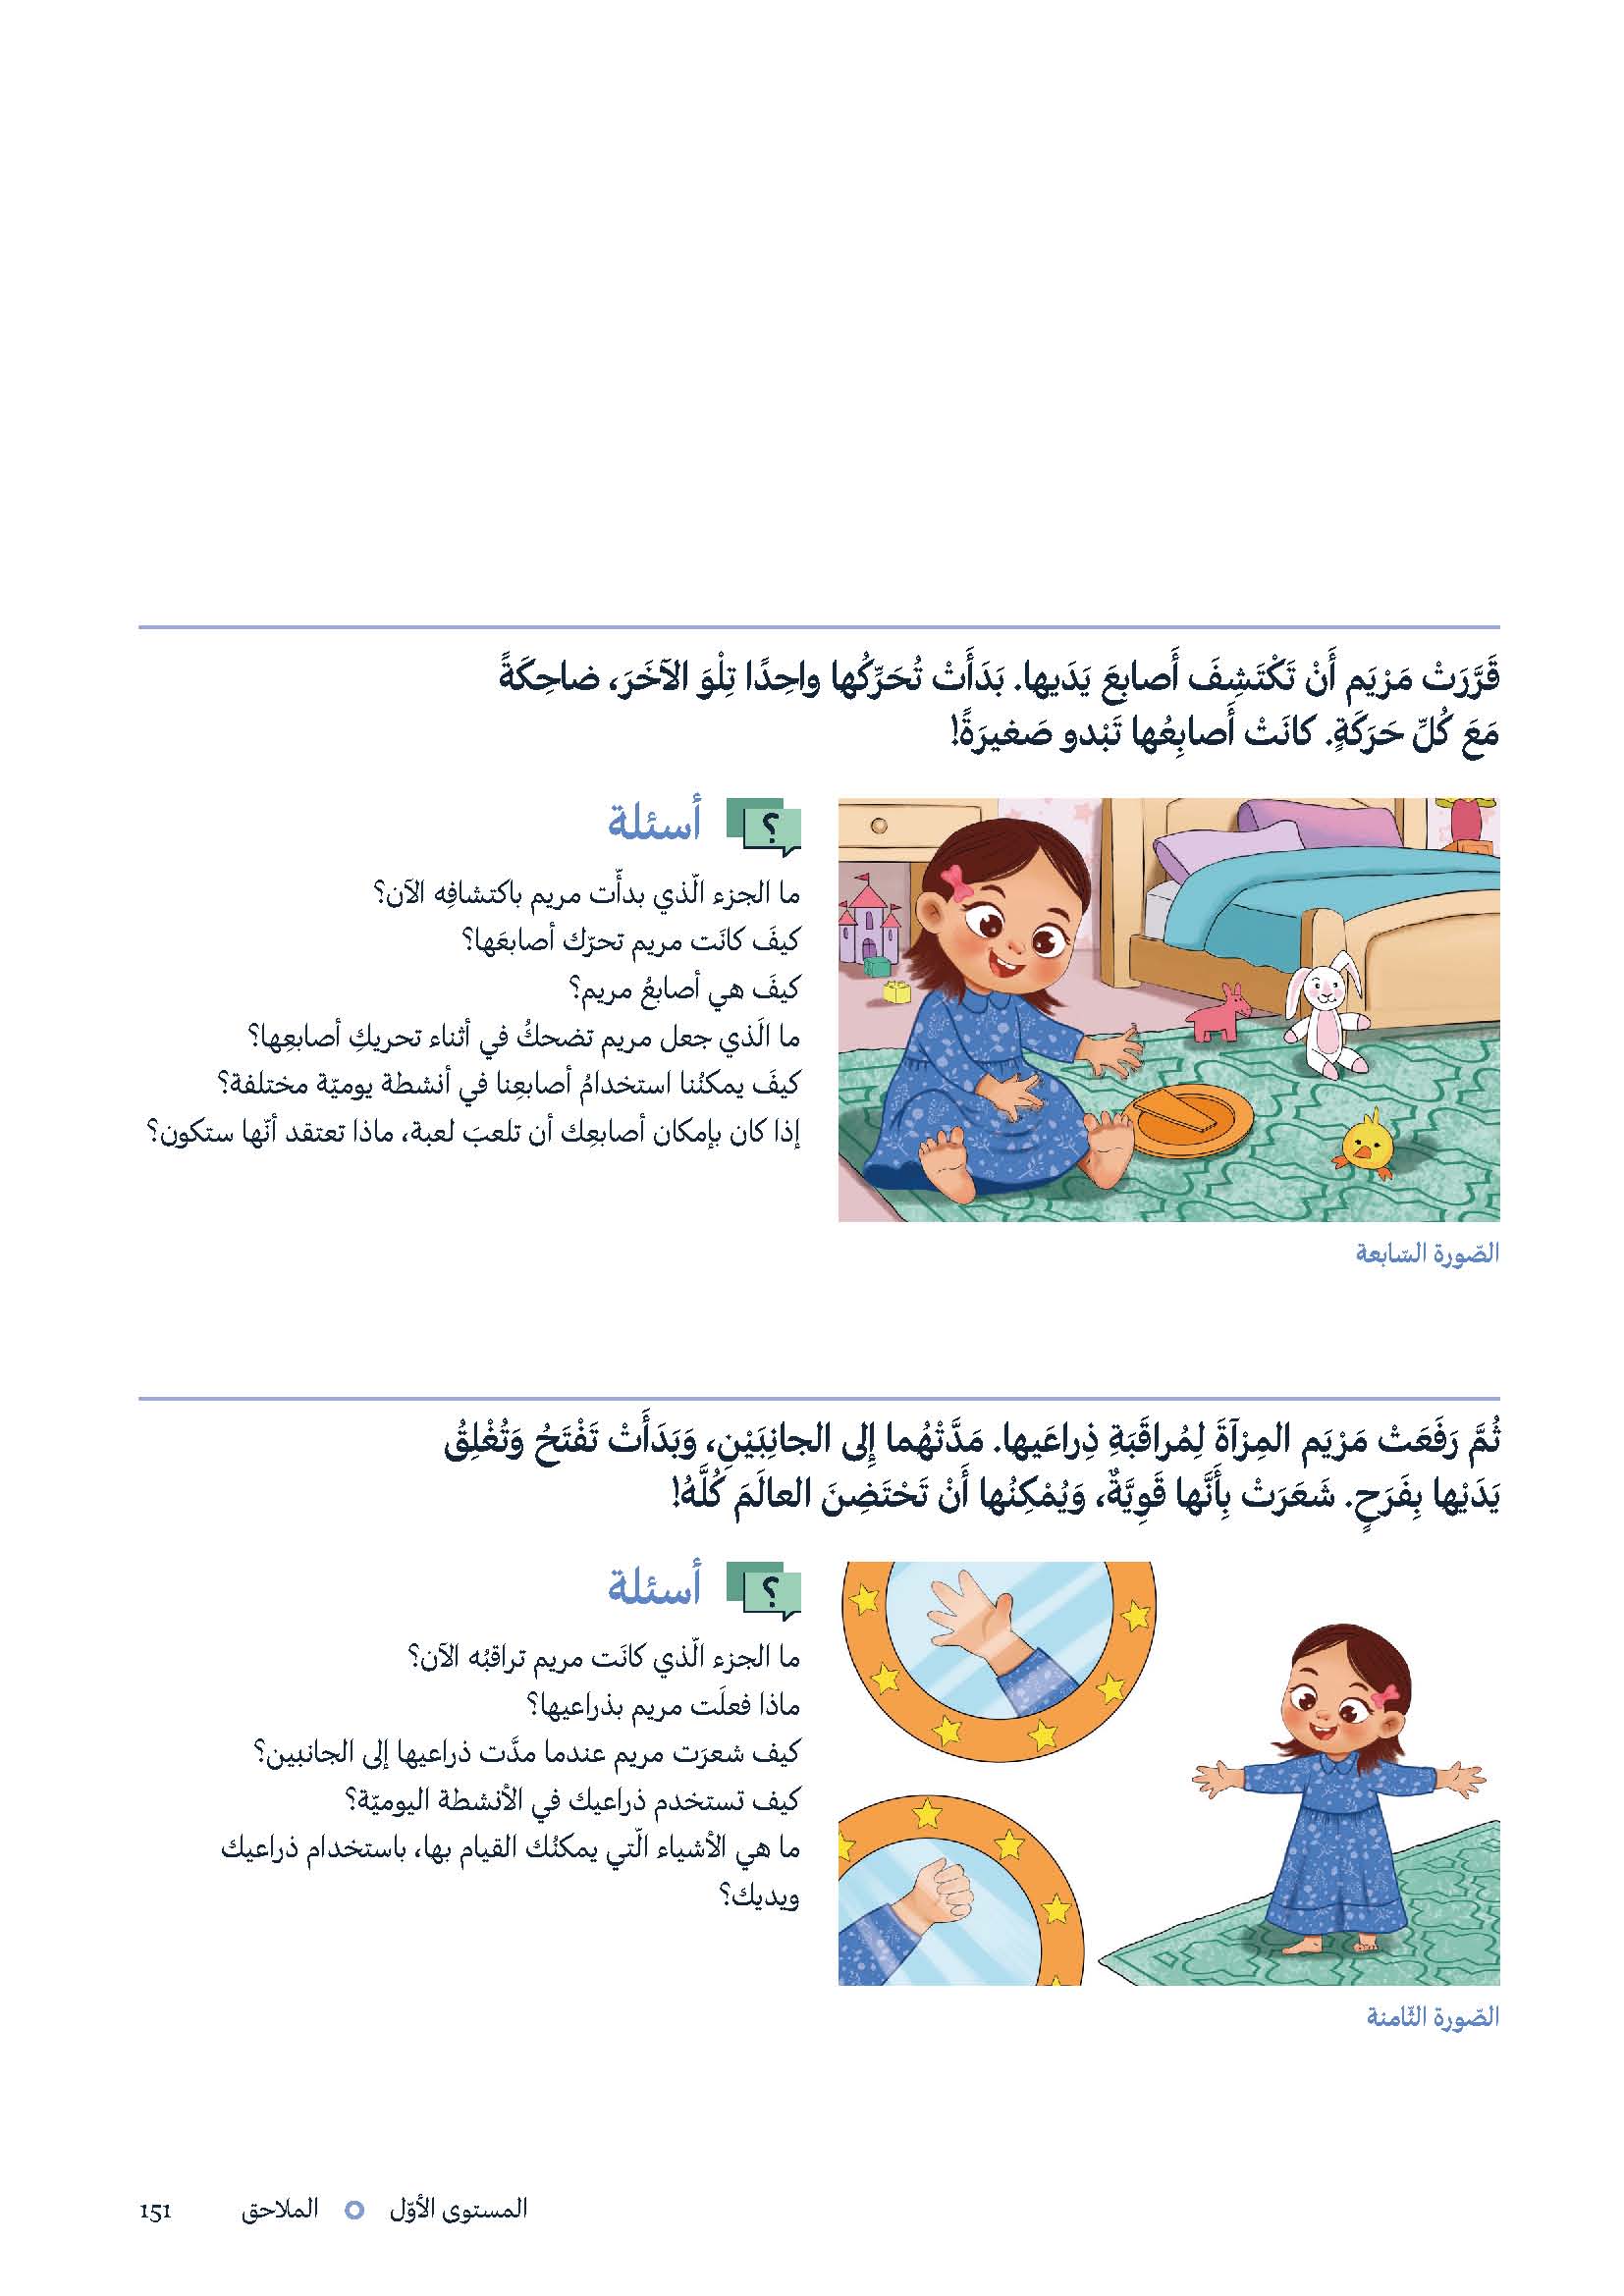 قَرَّرَتْ مَرْيَم أَنْ تَكْتَشِفَ أَصابِعَ يَدَيها. بَدَأَتْ تُحَرِّكُها واحِدًا تِلْوَ الآخَرَ، ضاحِكَةً
مَعَ كُلِّ حَرَكَةٍ. كانَتْ أَصابِعُها تَبْدو صَغيرَةً!
؟ أسئلة
ما الجزء الّذي بدأَت مريم باكتشافِه الآن؟
كيفَ كانَت مريم تحرّك أصابعَها؟
كيفَ هي أصابعُ مريم؟
ما الَذي جعل مريم تضحكُ في أثناء تحريكِ أصابعِها؟
كيفَ يمكنُنا استخدامُ أصابعِنا في أنشطة يوميّة مختلفة؟
إذا كان بإمكان أصابعِك أن تلعبَ لعبة، ماذا تعتقد أنّها ستكون؟
الصّورة السّابعة
ثُمَّ رَفَعَتْ مَرْيَم المِرْآةَ لِمُراقَبَةِ ذِراعَيها. مَدَّتْهُما إِلى الجانِبَيْنِ، وَبَدَأَتْ تَفْتَحُ وَتُغْلِقُ
يَدَيْها بِفَرَحٍ. شَعَرَتْ بِأَنَّها قَوِيَّةٌ، وَيُمْكِنُها أَنْ تَحْتَضِنَ العالَمَ كُلَّهُ!
؟ أسئلة
ما الجزء الّذي كانَت مريم تراقبُه الآن؟
ماذا فعلَت مريم بذراعيها؟
كيف شعرَت مريم عندما مدَّت ذراعيها إلى الجانبين؟
كيف تستخدم ذراعيك في الأنشطة اليوميّة؟
ما هي الأشياء الّتي يمكنُك القيام بها، باستخدام ذراعيك
ويديك؟
الصّورة الثّامنة
المستوى الأوّل الملاحق 151